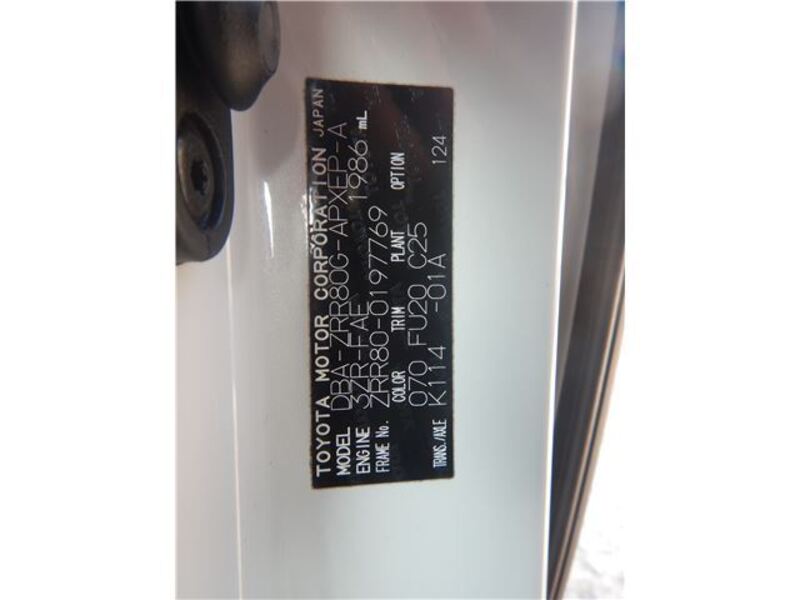 TOYOTA MOTOR CORPORATION JAPAN
MODEL DBA-ZRR80G-APXEP-A
ENGINE 3ZR-FAE 1986 mL
FRAME No. ZRR80-0197769
COLOR TRIM PLANT OPTION
070 FU20 C25
TRANS./AXLE K114 -01A 124